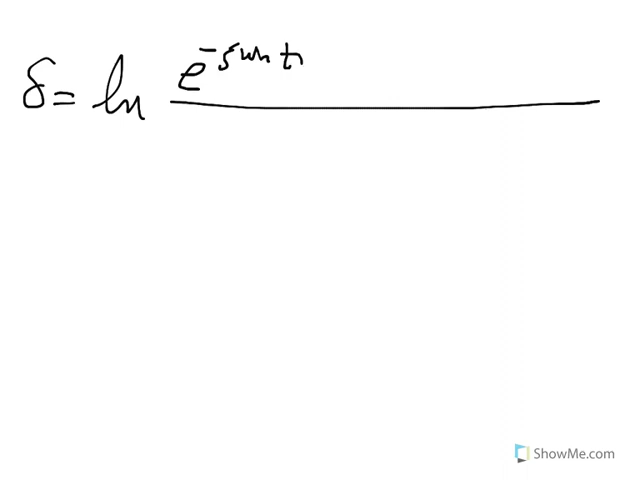 δ = ln e^{-ζωn t1}
ShowMe.com